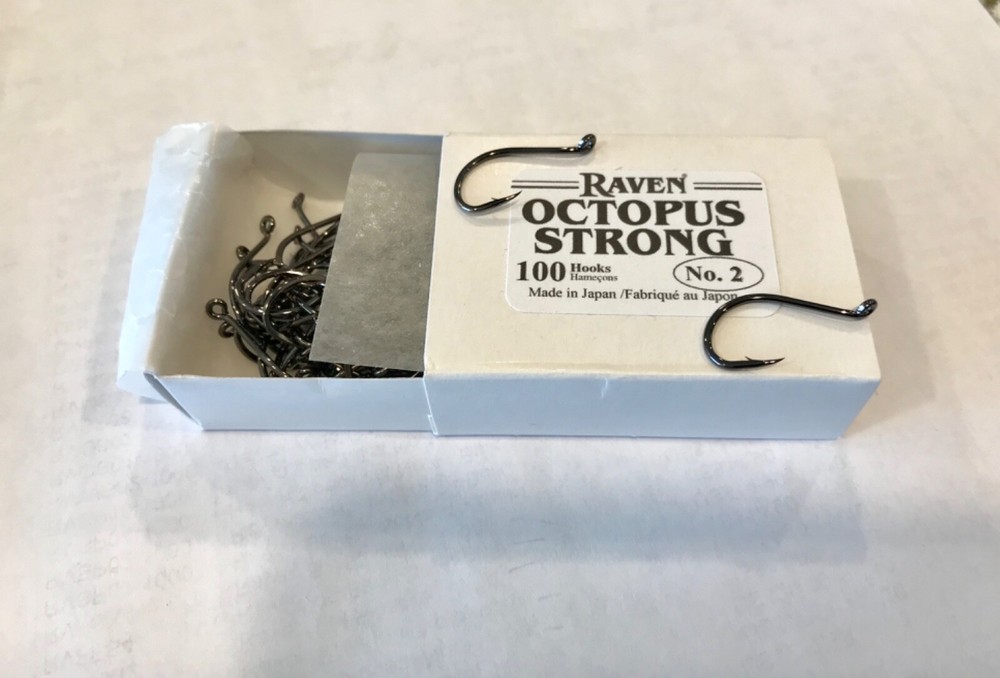 RAVEN®
OCTOPUS
STRONG
100 Hooks
Hameçons
No. 2
Made in Japan /Fabriqué au Japon